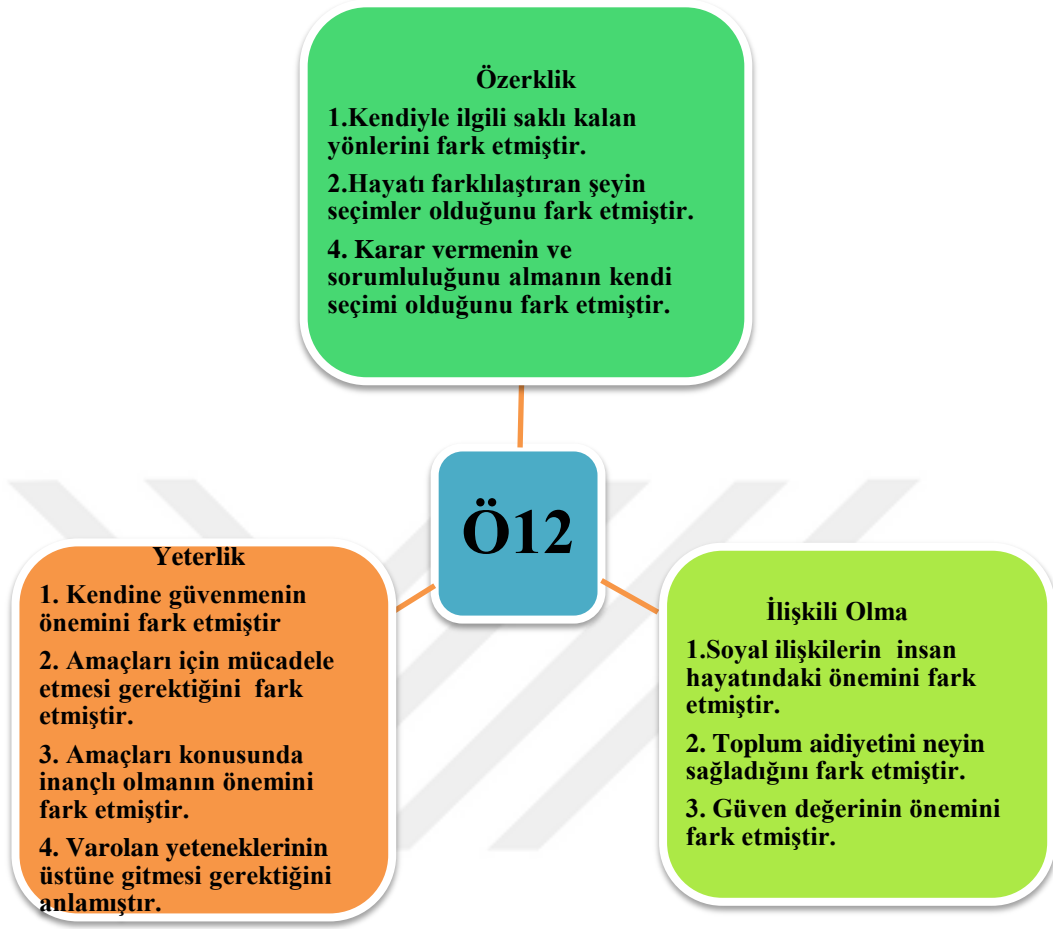 Özerklik
1.Kendiyle ilgili saklı kalan
yönlerini fark etmiştir.
2.Hayatı farklılaştıran şeyin
seçimler olduğunu fark etmiştir.
4. Karar vermenin ve
sorumluluğunu almanın kendi
seçimi olduğunu fark etmiştir.
Ö12
Yeterlik
1. Kendine güvenmenin
önemini fark etmiştir
2. Amaçları için mücadele
etmesi gerektiğini fark
etmiştir.
3. Amaçları konusunda
inançlı olmanın önemini
fark etmiştir.
4. Varolan yeteneklerinin
üstüne gitmesi gerektiğini
anlamıştır.
İlişkili Olma
1.Soyal ilişkilerin insan
hayatındaki önemini fark
etmiştir.
2. Toplum aidiyetini neyin
sağladığını fark etmiştir.
3. Güven değerinin önemini
fark etmiştir.